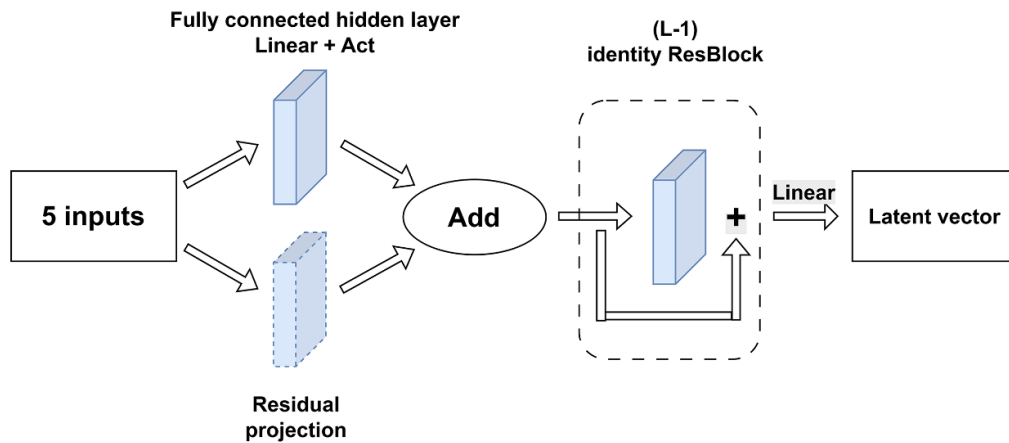 Fully connected hidden layer
Linear + Act
(L-1)
identity ResBlock
5 inputs
Add
+
Linear
Latent vector
Residual
projection